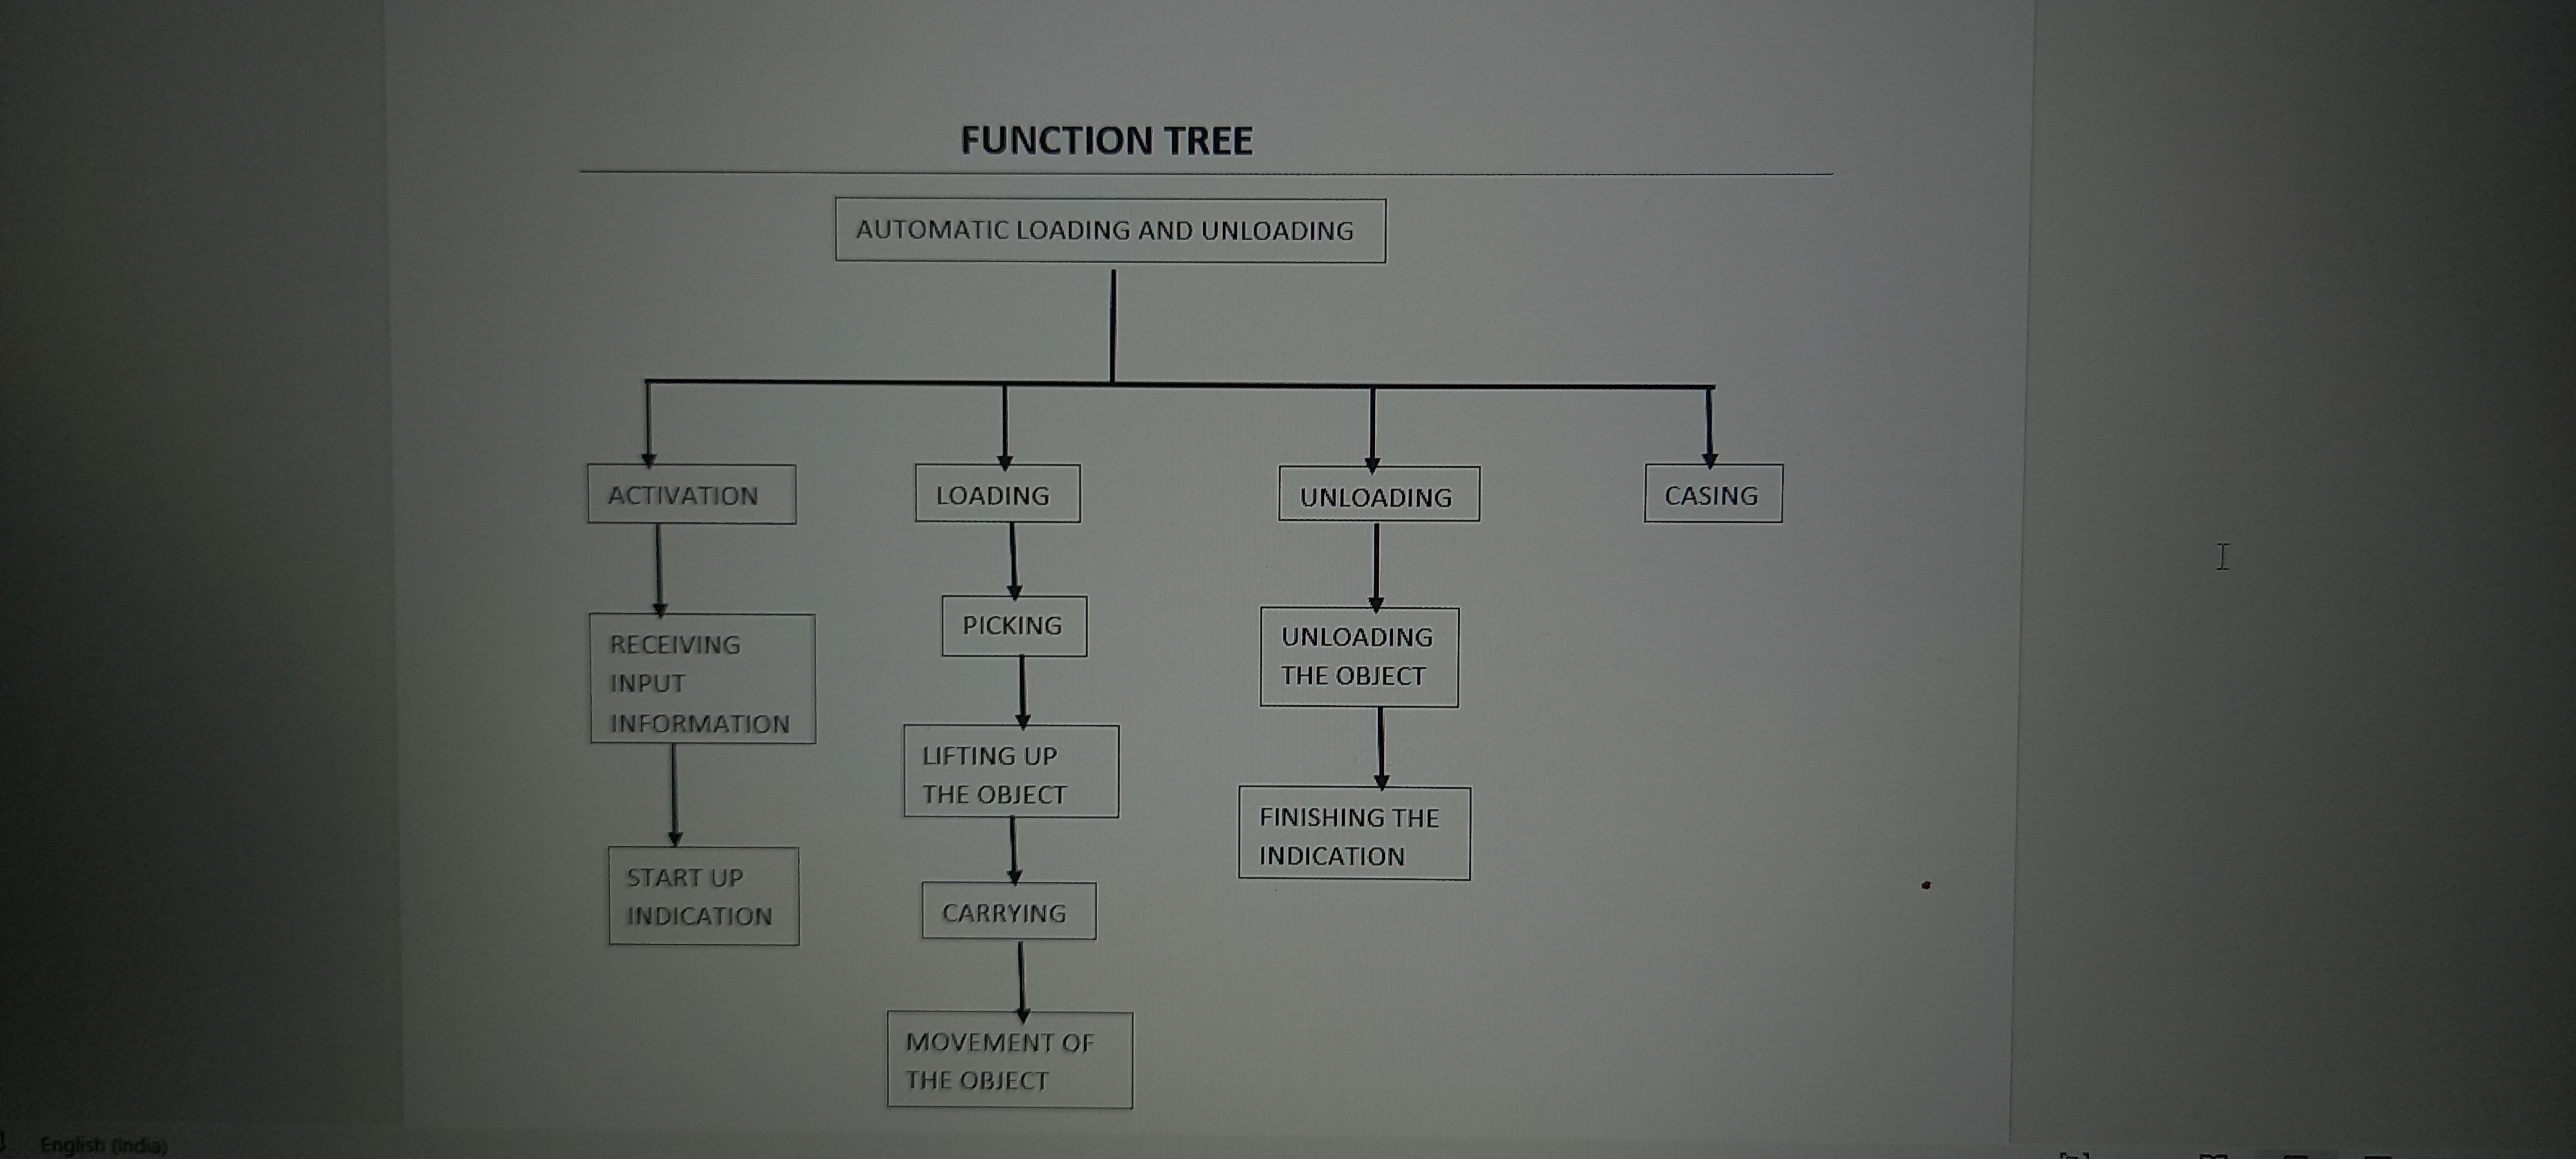 FUNCTION TREE
AUTOMATIC LOADING AND UNLOADING
ACTIVATION
LOADING
UNLOADING
CASING
RECEIVING
INPUT
INFORMATION
START UP
INDICATION
PICKING
LIFTING UP
THE OBJECT
CARRYING
MOVEMENT OF
THE OBJECT
UNLOADING
THE OBJECT
FINISHING THE
INDICATION
English (India)